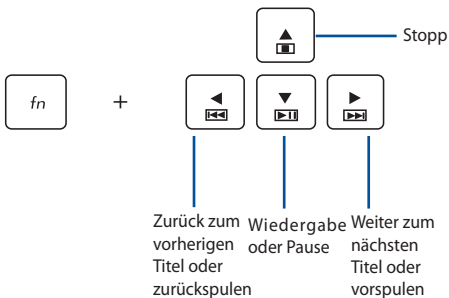 Stopp
fn +
Zurück zum
vorherigen
Titel oder
zurückspulen
Wiedergabe
oder Pause
Weiter zum
nächsten
Titel oder
vorspulen